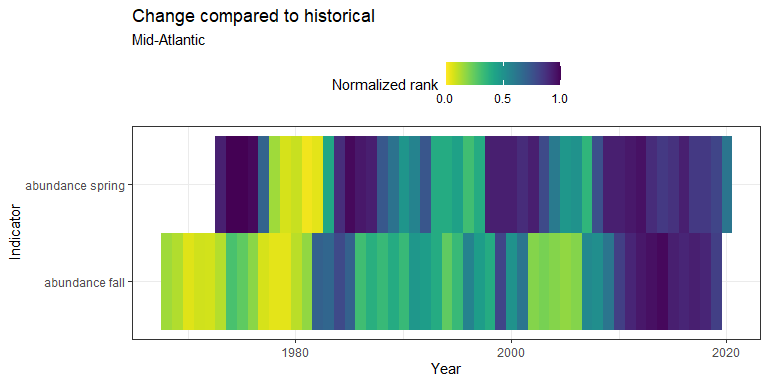 Change compared to historical
Mid-Atlantic
Normalized rank
0.0 0.5 1.0
abundance spring
Indicator
abundance fall
1980 2000 2020
Year